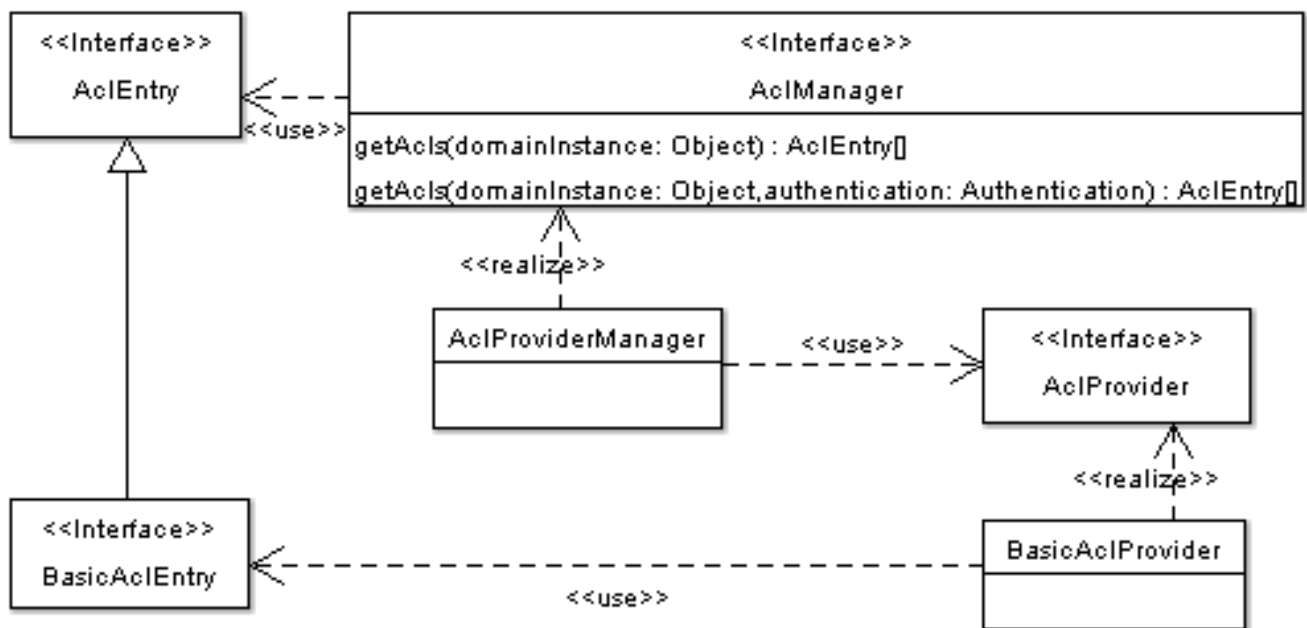 <<Interface>>
AclEntry
<<Interface>>
AclManager
<<use>>
getAcls(domainInstance: Object) : AclEntry[]
getAcls(domainInstance: Object,authentication: Authentication) : AclEntry[]
<<realize>>
AclProviderManager
<<use>>
<<Interface>>
AclProvider
<<realize>>
<<Interface>>
BasicAclEntry
BasicAclProvider
<<use>>